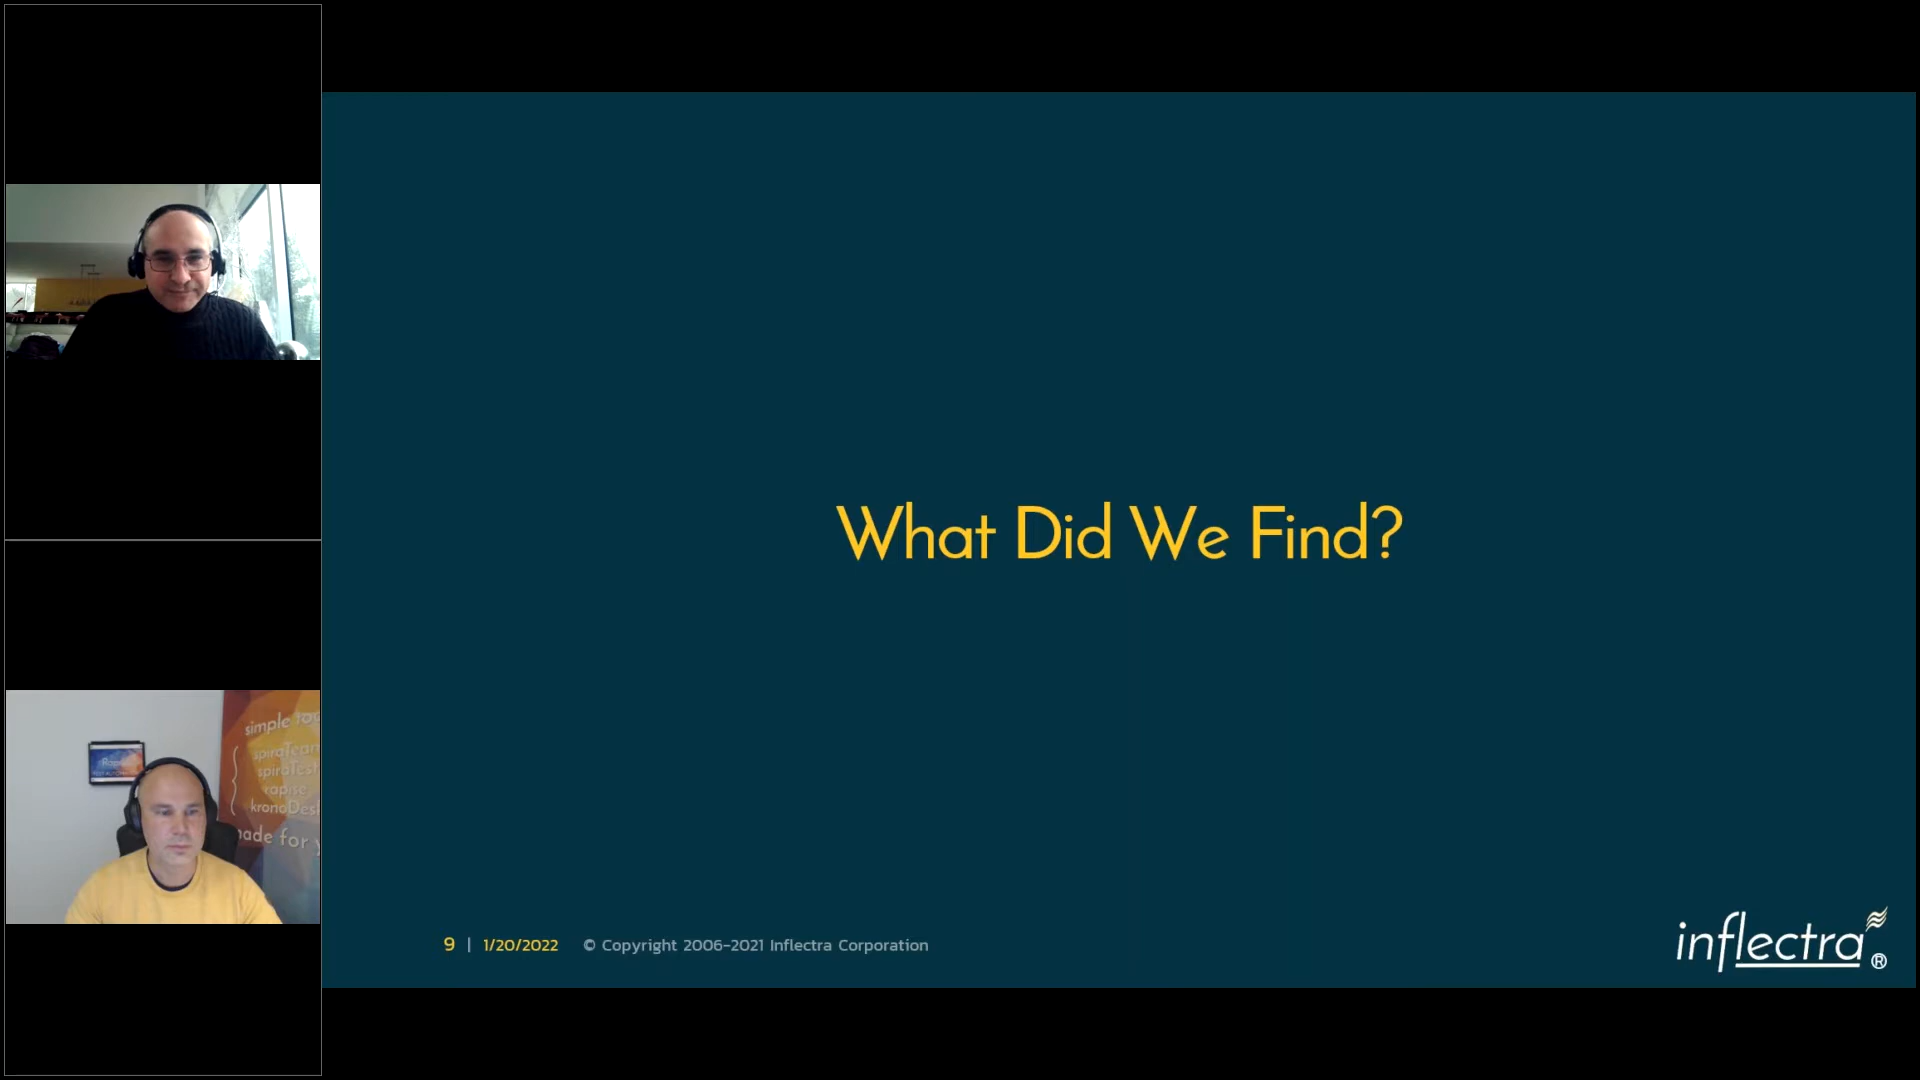 What Did We Find?
simple
spiraTeam
spiraTest
rapise
made for
9 | 1/20/2022 © Copyright 2006-2021 Inflectra Corporation
inflectra®